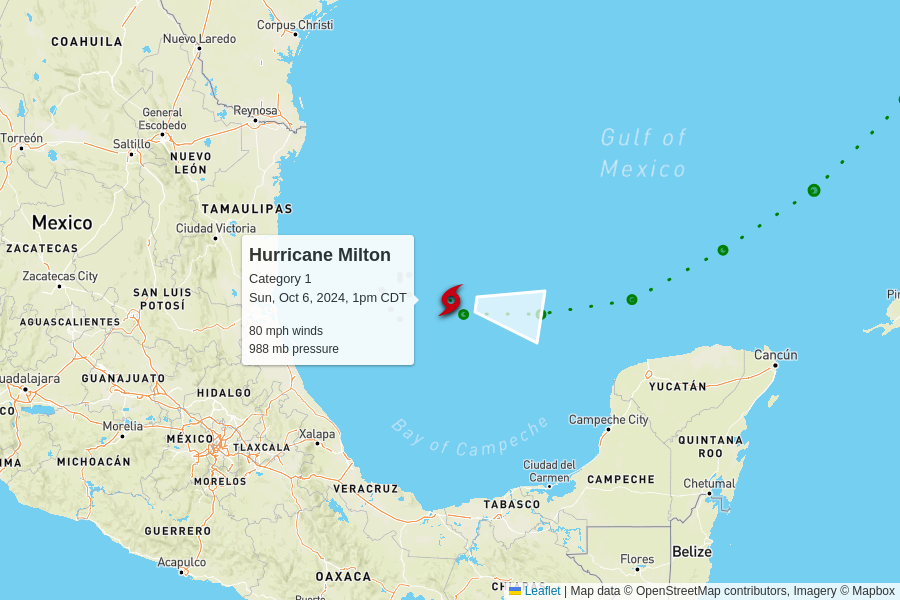 Corpus Christi
COAHUILA
Nuevo Laredo
General
Escobedo
Reynosa
Torreón
Saltillo
NUEVO
LEÓN
Gulf of
Mexico
TAMAULIPAS
Mexico
Ciudad Victoria
ZACATECAS
Zacatecas City
SAN LUIS
POTOSÍ
AGUASCALIENTES
Hurricane Milton
Category 1
Sun, Oct 6, 2024, 1pm CDT
80 mph winds
988 mb pressure
Cancún
uadalajara
GUANAJUATO
YUCATÁN
HIDALGO
CO
Morelia
MÉXICO
TLAXCALA
Xalapa
Bay of Campeche
Campeche City
QUINTANA
ROO
IMA
MICHOACÁN
MORELOS
VERACRUZ
Ciudad del
Carmen
CAMPECHE
Chetumal
TABASCO
GUERRERO
Acapulco
OAXACA
Flores
Belize
CHIAPAS
Puerto
Leaflet | Map data © OpenStreetMap contributors, Imagery © Mapbox